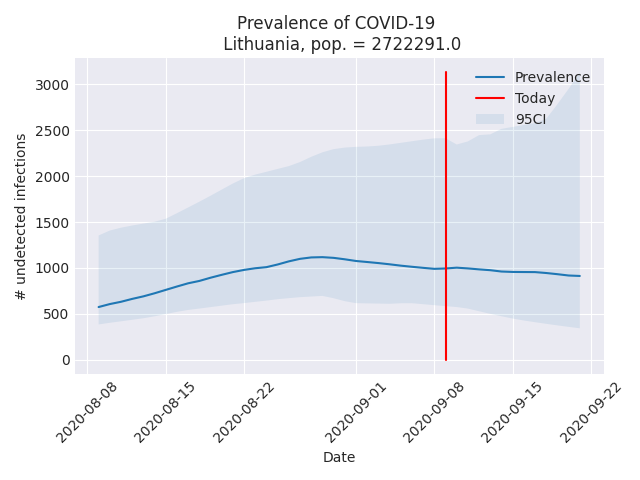 Prevalence of COVID-19
Lithuania, pop. = 2722291.0
Prevalence
Today
95CI
3000
2500
2000
1500
1000
500
0
# undetected infections
2020-08-08
2020-08-15
2020-08-22
2020-09-01
2020-09-08
2020-09-15
2020-09-22
Date